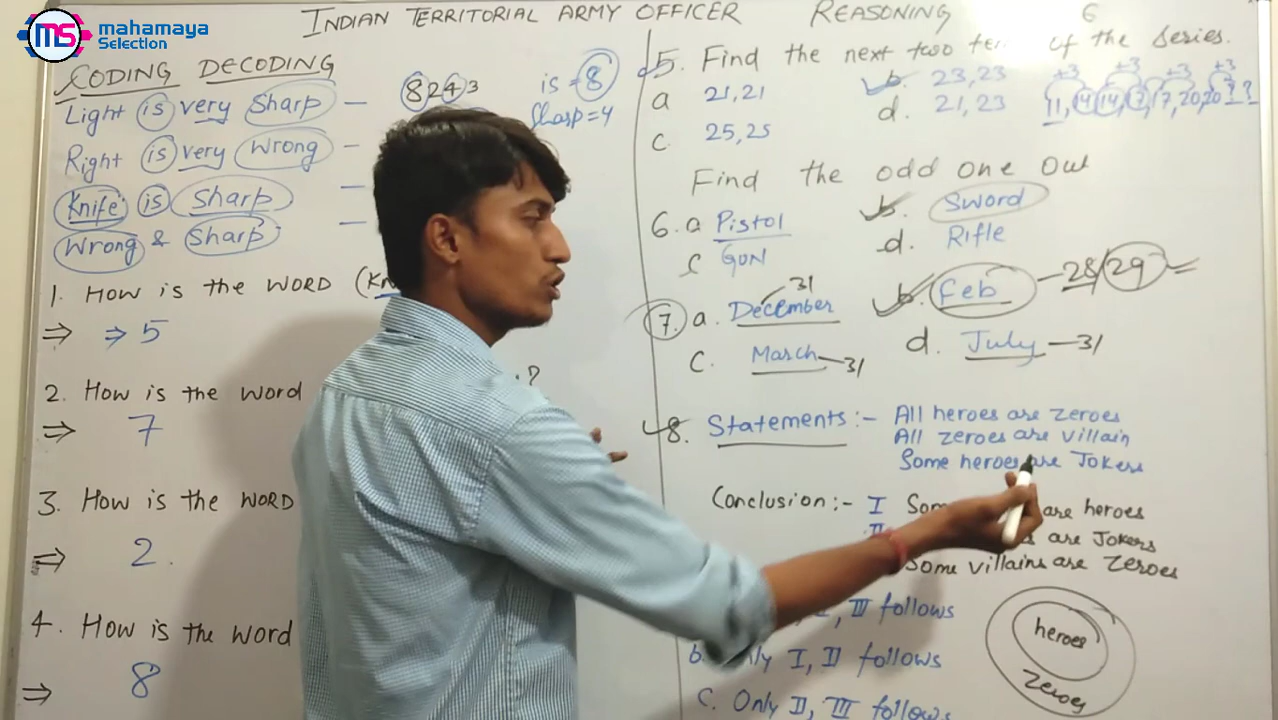 mahamaya
Selection
INDIAN TERRITORIAL ARMY OFFICER REASONING 6
CODING DECODING
Light is very Sharp — 8243
is = 8
Sharp = 4
Right is very Wrong —
Knife is Sharp —
Wrong & Sharp —
1. How is the WORD
⇒ ⇒ 5
2. How is the word ?
⇒ 7
3. How is the WORD
⇒ 2.
4. How is the word
⇒ 8
5. Find the next two of the series.
a 21,21 b. 23,23
c. 25,25 d. 21,23
+3 +3 +3 +3
11, 14, 14, 17, 17, 20, 20 ? ?
Find the odd one out
6. a Pistol b. Sword
c GUN d. Rifle
7. a. December 31 b. Feb — 28/29
c. March — 31 d. July — 31
8. Statements :- All heroes are zeroes
All zeroes are villain
Some heroes are Jokers
Conclusion :- I are heroes
II are Jokers
Some villains are zeroes
III follows
b. Only I, II follows
c. Only II, III follows
heroes
zeroes